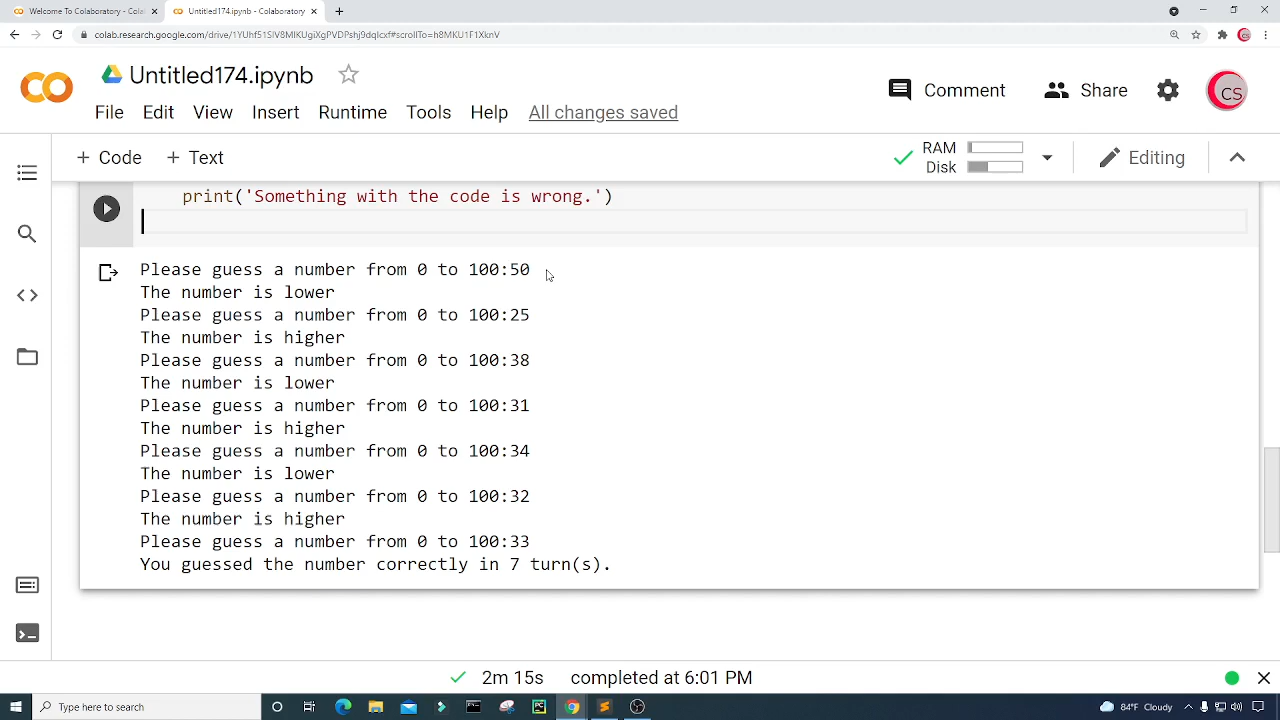 Welcome To Colaboratory - Colab
Untitled174.ipynb - Colaboratory
colab.research.google.com/drive/1YUhf51SIV8MIKUgiXgPVDPshj9dqIcxf#scrollTo=h8MKU1F1XknV
Untitled174.ipynb
Comment
Share
CS
File Edit View Insert Runtime Tools Help All changes saved
+ Code + Text
RAM
Disk
Editing
print('Something with the code is wrong.')
Please guess a number from 0 to 100:50
The number is lower
Please guess a number from 0 to 100:25
The number is higher
Please guess a number from 0 to 100:38
The number is lower
Please guess a number from 0 to 100:31
The number is higher
Please guess a number from 0 to 100:34
The number is lower
Please guess a number from 0 to 100:32
The number is higher
Please guess a number from 0 to 100:33
You guessed the number correctly in 7 turn(s).
2m 15s completed at 6:01 PM
Type here to search
84°F Cloudy